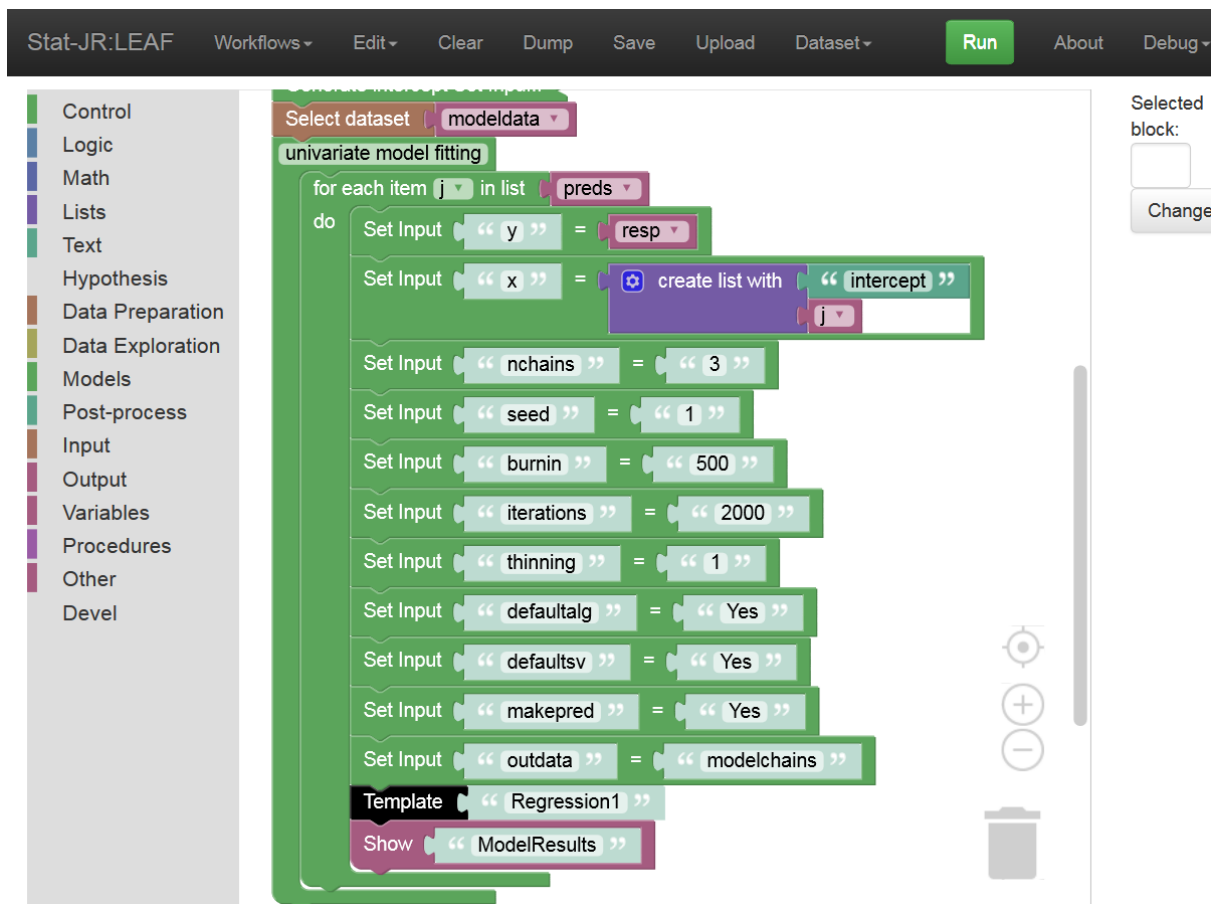 Stat-JR:LEAF Workflows Edit Clear Dump Save Upload Dataset Run About Debug
Control
Logic
Math
Lists
Text
Hypothesis
Data Preparation
Data Exploration
Models
Post-process
Input
Output
Variables
Procedures
Other
Devel
Select dataset modeldata
univariate model fitting
for each item j in list preds
do
Set Input “ y ” = resp
Set Input “ x ” = create list with “ intercept ”
j
Set Input “ nchains ” = “ 3 ”
Set Input “ seed ” = “ 1 ”
Set Input “ burnin ” = “ 500 ”
Set Input “ iterations ” = “ 2000 ”
Set Input “ thinning ” = “ 1 ”
Set Input “ defaultalg ” = “ Yes ”
Set Input “ defaultsv ” = “ Yes ”
Set Input “ makepred ” = “ Yes ”
Set Input “ outdata ” = “ modelchains ”
Template “ Regression1 ”
Show “ ModelResults ”
Selected
block:
Change